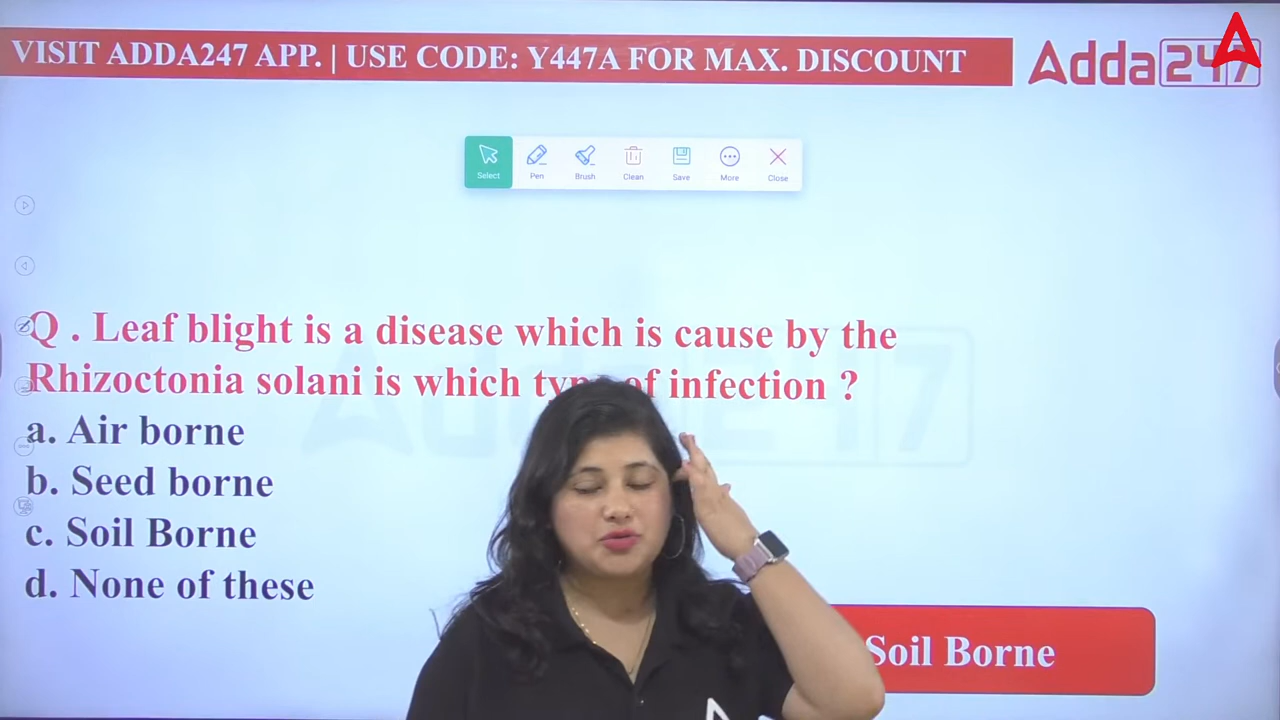 VISIT ADDA247 APP. | USE CODE: Y447A FOR MAX. DISCOUNT
Adda247
Select Pen Brush Clean Save More Close
Q . Leaf blight is a disease which is cause by the
Rhizoctonia solani is which type of infection ?
a. Air borne
b. Seed borne
c. Soil Borne
d. None of these
Soil Borne